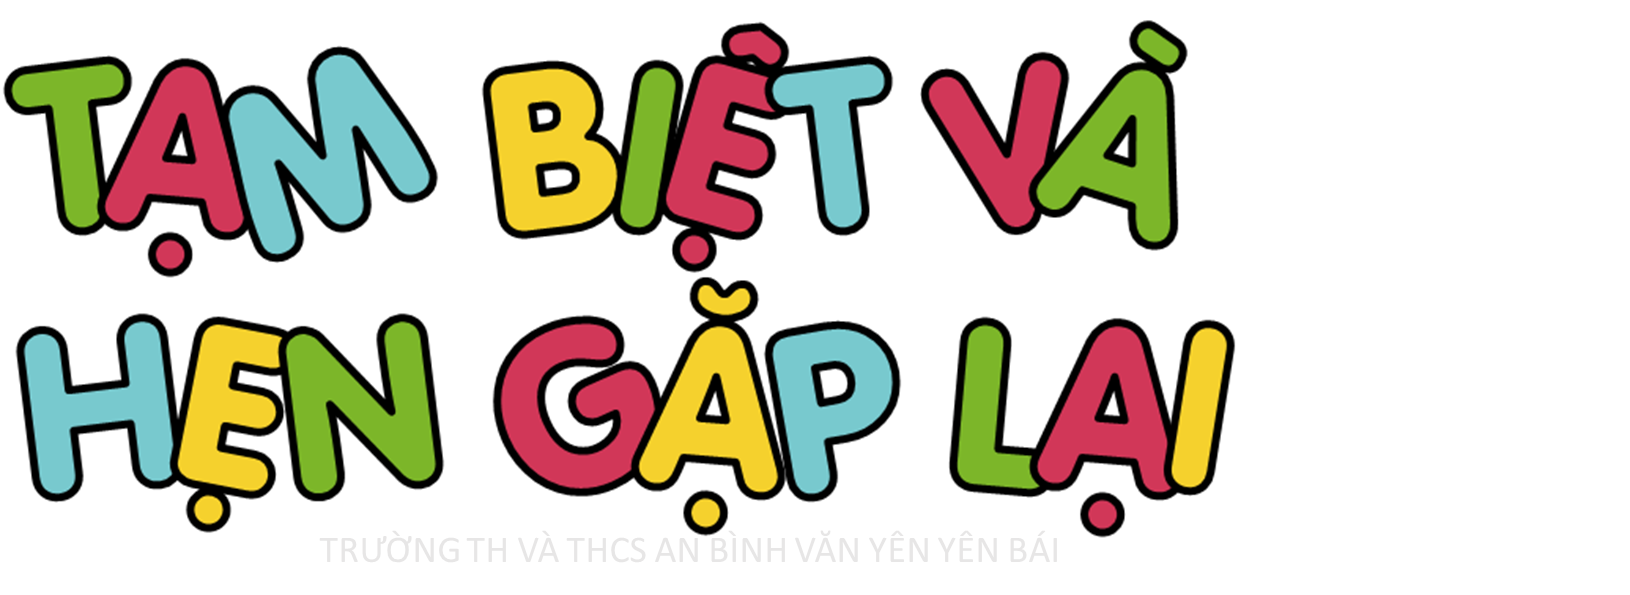 TẠM BIỆT VÀ
HẸN GẶP LẠI
TRƯỜNG TH VÀ THCS AN BÌNH VĂN YÊN YÊN BÁI